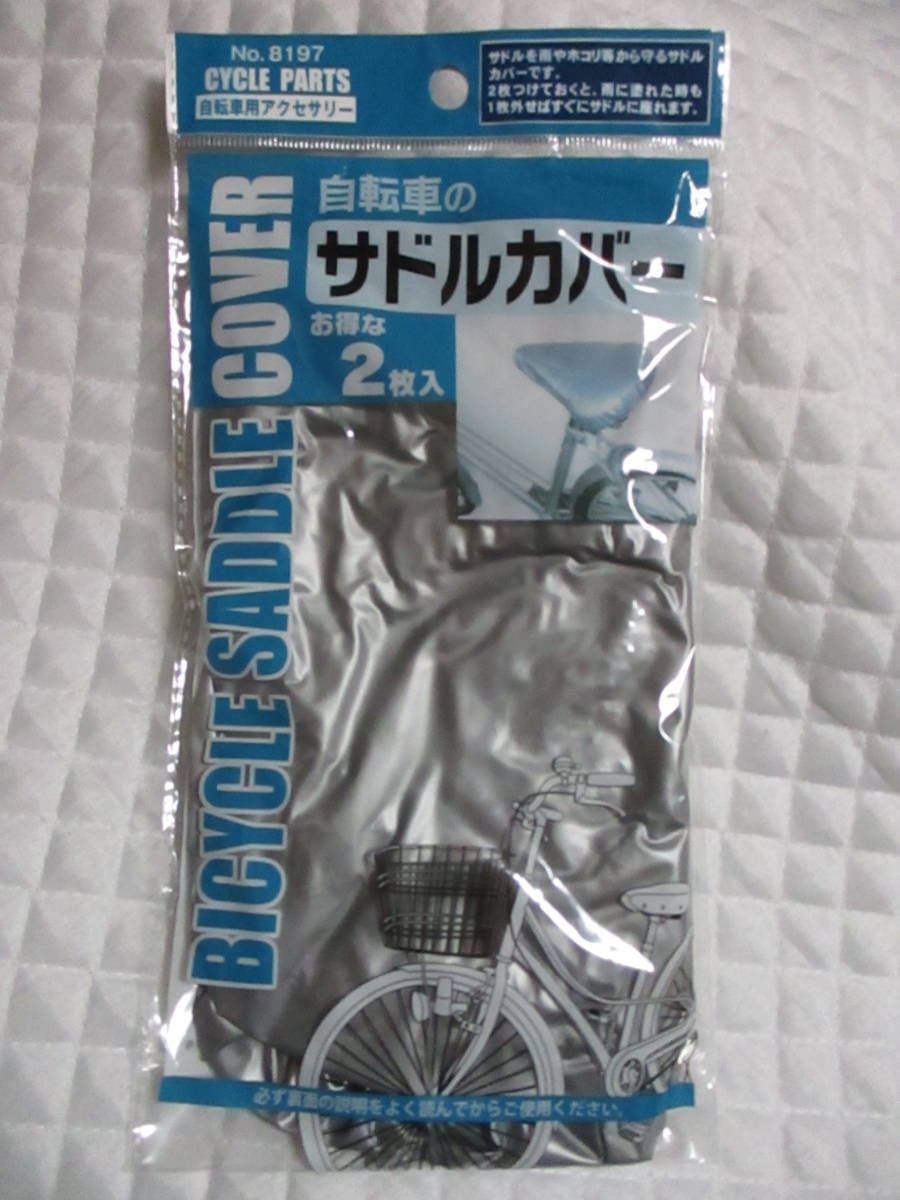 No.8197
CYCLE PARTS
自転車用アクセサリー
サドルを雨やホコリ等から守るサドル
カバーです。
2枚つけておくと、雨に塗れた時も
1枚外せばすぐにサドルに座れます。
自転車の
サドルカバー
お得な
2枚入
BICYCLE SADDLE COVER
必ず裏面の説明をよく読んでからご使用ください。